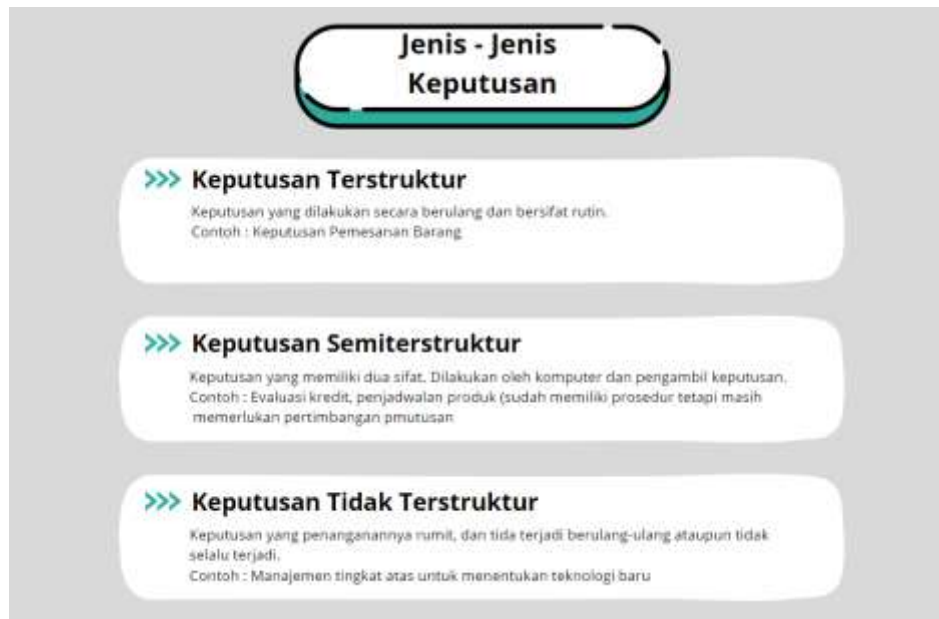 Jenis - Jenis
Keputusan
>>> Keputusan Terstruktur
Keputusan yang dilakukan secara berulang dan bersifat rutin.
Contoh : Keputusan Pemesanan Barang
>>> Keputusan Semiterstruktur
Keputusan yang memiliki dua sifat. Dilakukan oleh komputer dan pengambil keputusan.
Contoh : Evaluasi kredit, penjadwalan produk (sudah memiliki prosedur tetapi masih
memerlukan pertimbangan pmutusan
>>> Keputusan Tidak Terstruktur
Keputusan yang penanganannya rumit, dan tida terjadi berulang-ulang ataupun tidak
selalu terjadi.
Contoh : Manajemen tingkat atas untuk menentukan teknologi baru